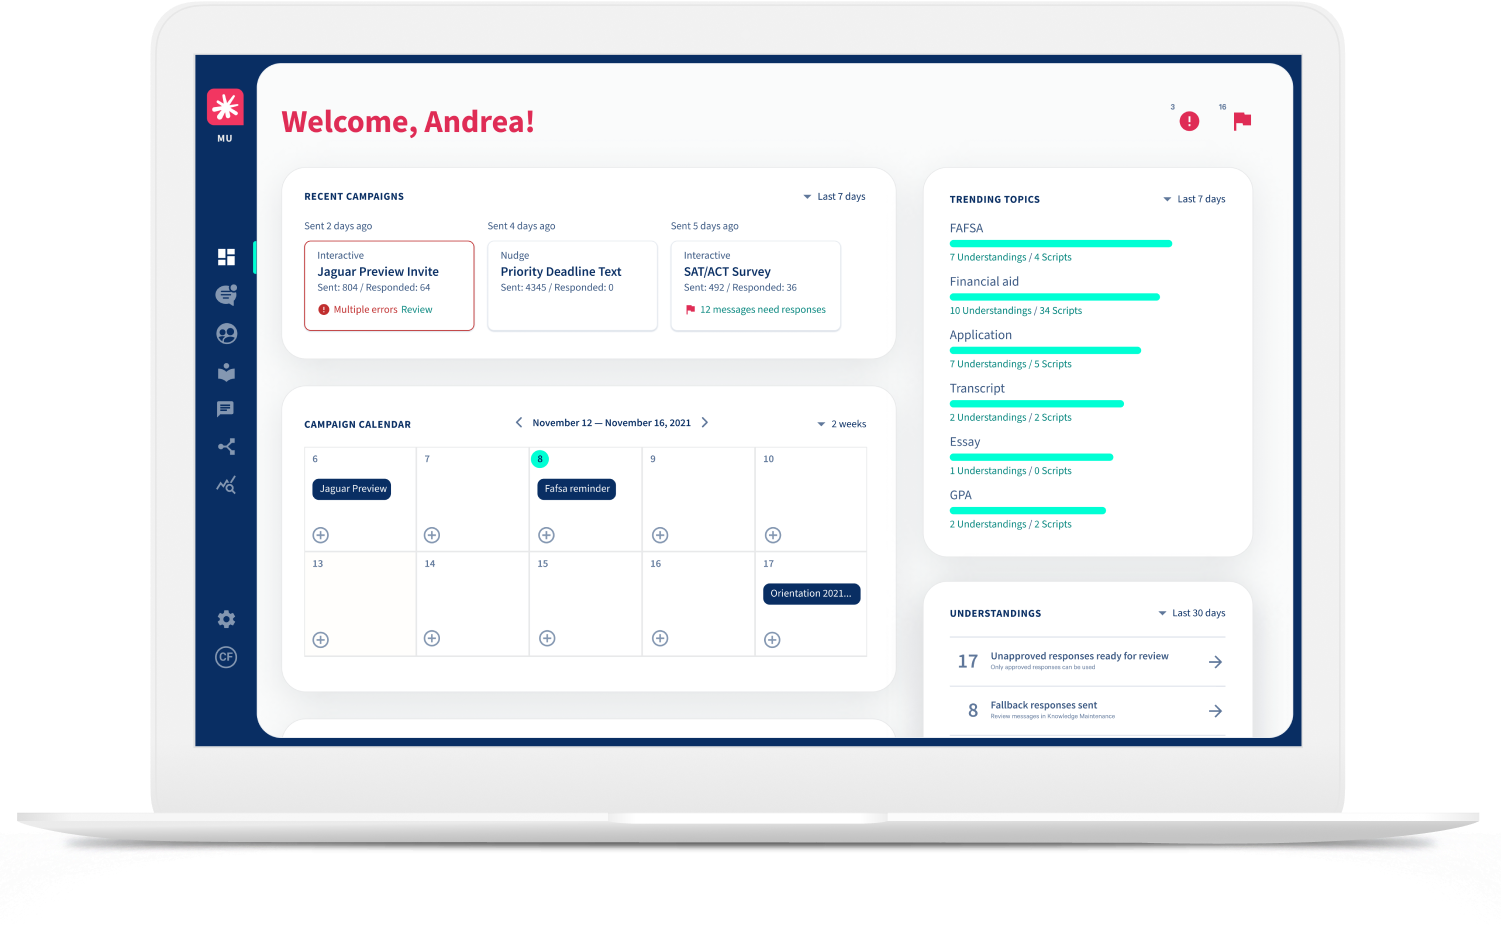 MU
Welcome, Andrea!
3
16
RECENT CAMPAIGNS
Last 7 days
Sent 2 days ago
Sent 4 days ago
Sent 5 days ago
Interactive
Jaguar Preview Invite
Sent: 804 / Responded: 64
Multiple errors Review
Nudge
Priority Deadline Text
Sent: 4345 / Responded: 0
Interactive
SAT/ACT Survey
Sent: 492 / Responded: 36
12 messages need responses
CAMPAIGN CALENDAR
November 12 — November 16, 2021
2 weeks
6
7
8
9
10
Jaguar Preview
Fafsa reminder
13
14
15
16
17
Orientation 2021...
CF
TRENDING TOPICS
Last 7 days
FAFSA
7 Understandings / 4 Scripts
Financial aid
10 Understandings / 34 Scripts
Application
7 Understandings / 5 Scripts
Transcript
2 Understandings / 2 Scripts
Essay
1 Understandings / 0 Scripts
GPA
2 Understandings / 2 Scripts
UNDERSTANDINGS
Last 30 days
17
Unapproved responses ready for review
Only approved responses can be used
8
Fallback responses sent
Review messages in Knowledge Maintenance